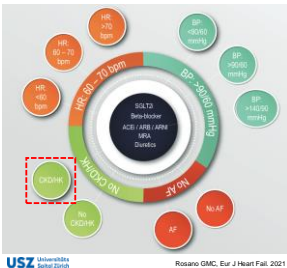 HR:
>70
bpm
HR:
60 – 70
bpm
HR:
<60
bpm
BP:
<90/60
mmHg
BP:
>90/60
mmHg
BP:
>140/90
mmHg
HR: 60 – 70 bpm
BP: >90/60 mmHg
No CKD/HK
No AF
SGLT2i
Beta-blocker
ACEi / ARB / ARNI
MRA
Diuretics
CKD/HK
No
CKD/HK
AF
No AF
USZ Universitäts
Spital Zürich
Rosano GMC, Eur J Heart Fail. 2021